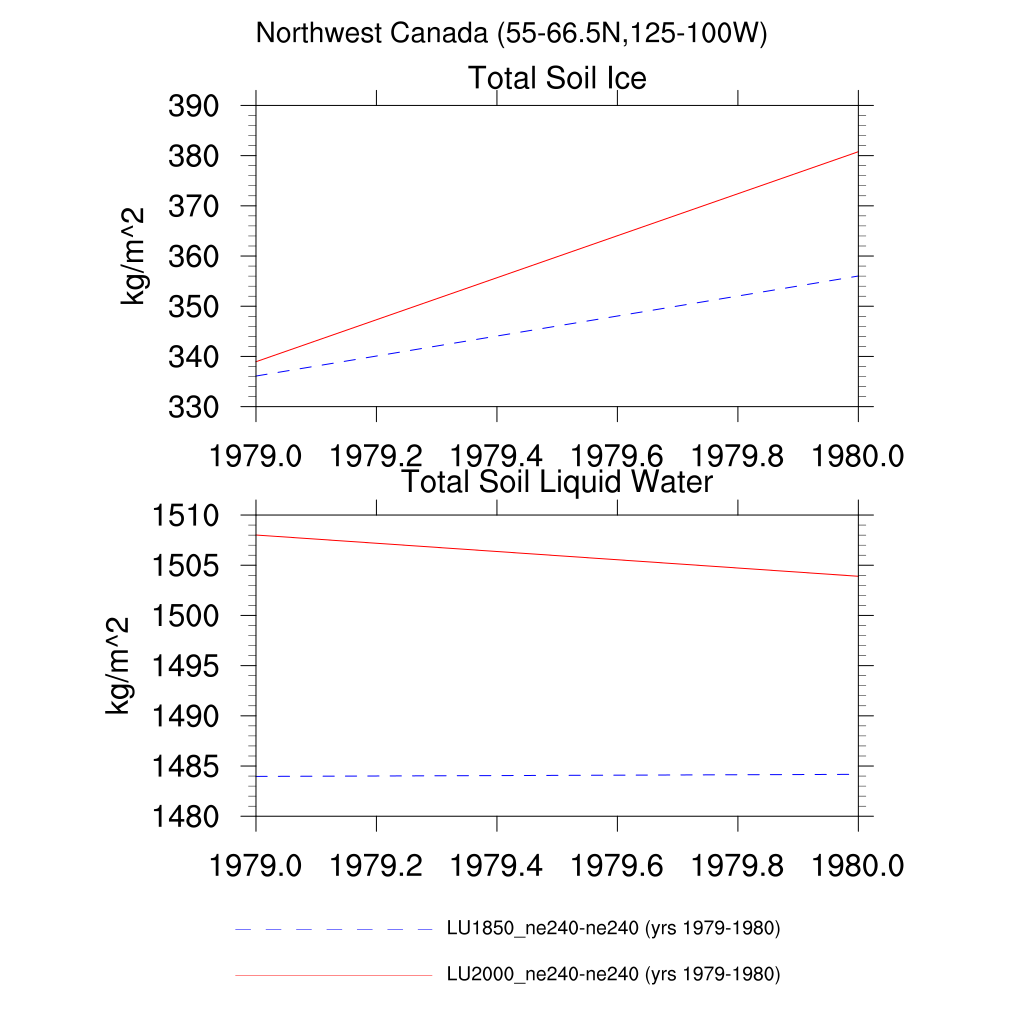 Northwest Canada (55-66.5N,125-100W)
Total Soil Ice
390
380
370
360
350
340
330
kg/m^2
1979.0 1979.2 1979.4 1979.6 1979.8 1980.0
Total Soil Liquid Water
1510
1505
1500
1495
1490
1485
1480
kg/m^2
1979.0 1979.2 1979.4 1979.6 1979.8 1980.0
LU1850_ne240-ne240 (yrs 1979-1980)
LU2000_ne240-ne240 (yrs 1979-1980)